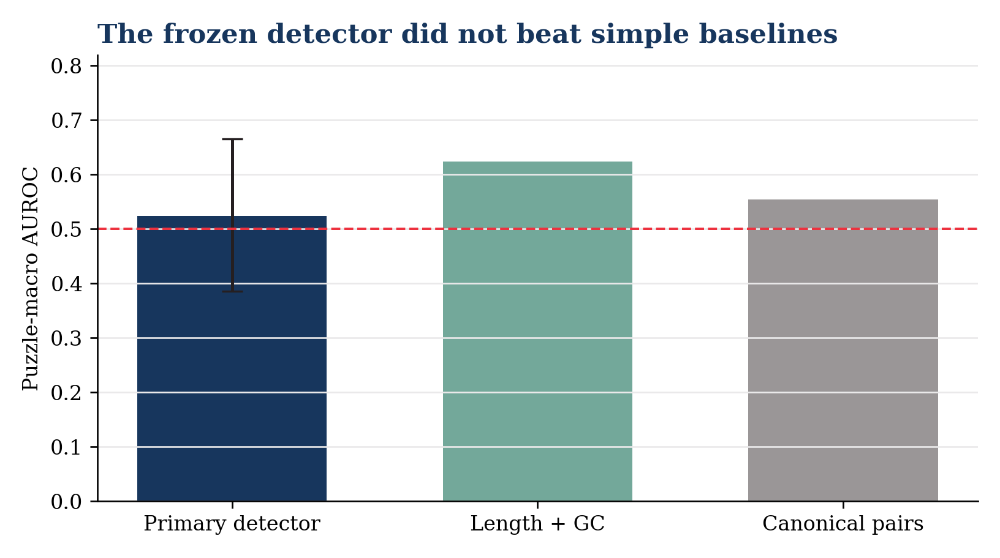 The frozen detector did not beat simple baselines
Puzzle-macro AUROC
0.8
0.7
0.6
0.5
0.4
0.3
0.2
0.1
0.0
Primary detector
Length + GC
Canonical pairs